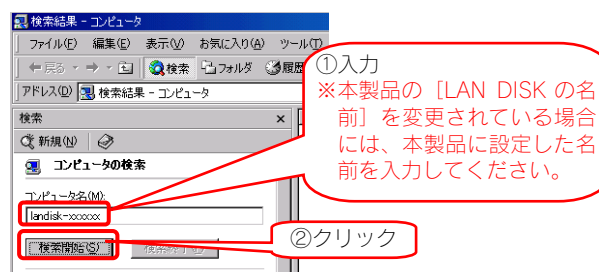 検索結果 - コンピュータ
ファイル(F) 編集(E) 表示(V) お気に入り(A) ツール(T)
戻る 検索 フォルダ 履歴
アドレス(D) 検索結果 - コンピュータ
検索 ×
新規(N)
コンピュータの検索
コンピュータ名(M):
landisk-xxxxxx
検索開始(S)
①入力
※本製品の［LAN DISK の名
前］を変更されている場合
には、本製品に設定した名
前を入力してください。
②クリック